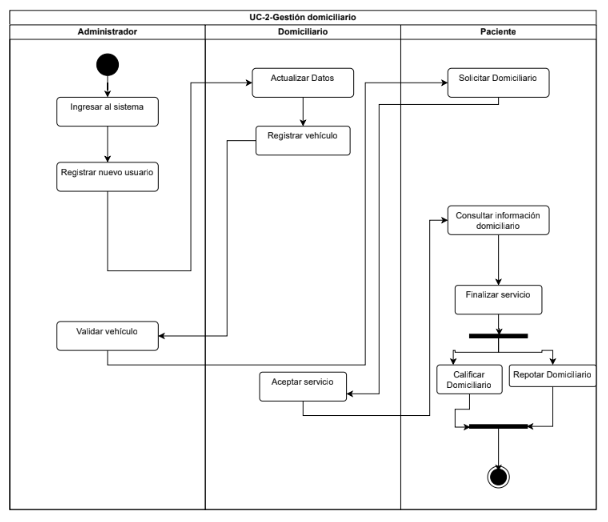 UC-2-Gestión domiciliario
Administrador
Domiciliario
Paciente
Ingresar al sistema
Registrar nuevo usuario
Actualizar Datos
Registrar vehículo
Solicitar Domiciliario
Consultar información
domiciliario
Finalizar servicio
Validar vehículo
Aceptar servicio
Calificar
Domiciliario
Repotar Domiciliario